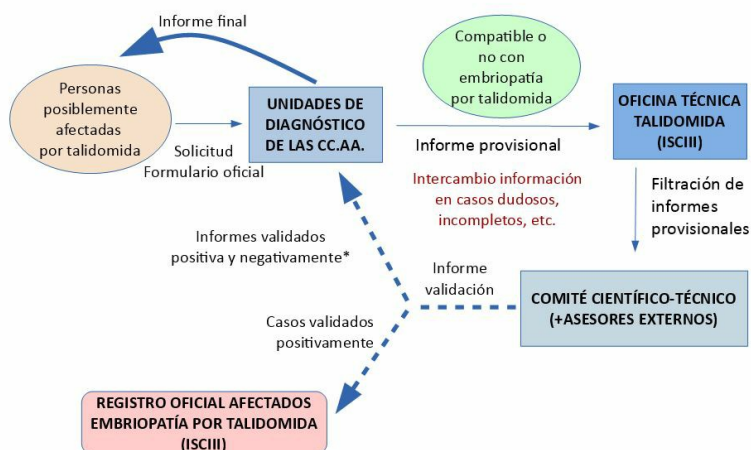 Informe final
Personas
posiblemente
afectadas
por talidomida
Solicitud
Formulario oficial
UNIDADES DE
DIAGNÓSTICO
DE LAS CC.AA.
Compatible o
no con
embriopatía
por talidomida
Informe provisional
Intercambio información
en casos dudosos,
incompletos, etc.
OFICINA TÉCNICA
TALIDOMIDA
(ISCIII)
Filtración de
informes
provisionales
COMITÉ CIENTÍFICO-TÉCNICO
(+ASESORES EXTERNOS)
Informe
validación
Informes validados
positiva y negativamente*
Casos validados
positivamente
REGISTRO OFICIAL AFECTADOS
EMBRIOPATÍA POR TALIDOMIDA
(ISCIII)